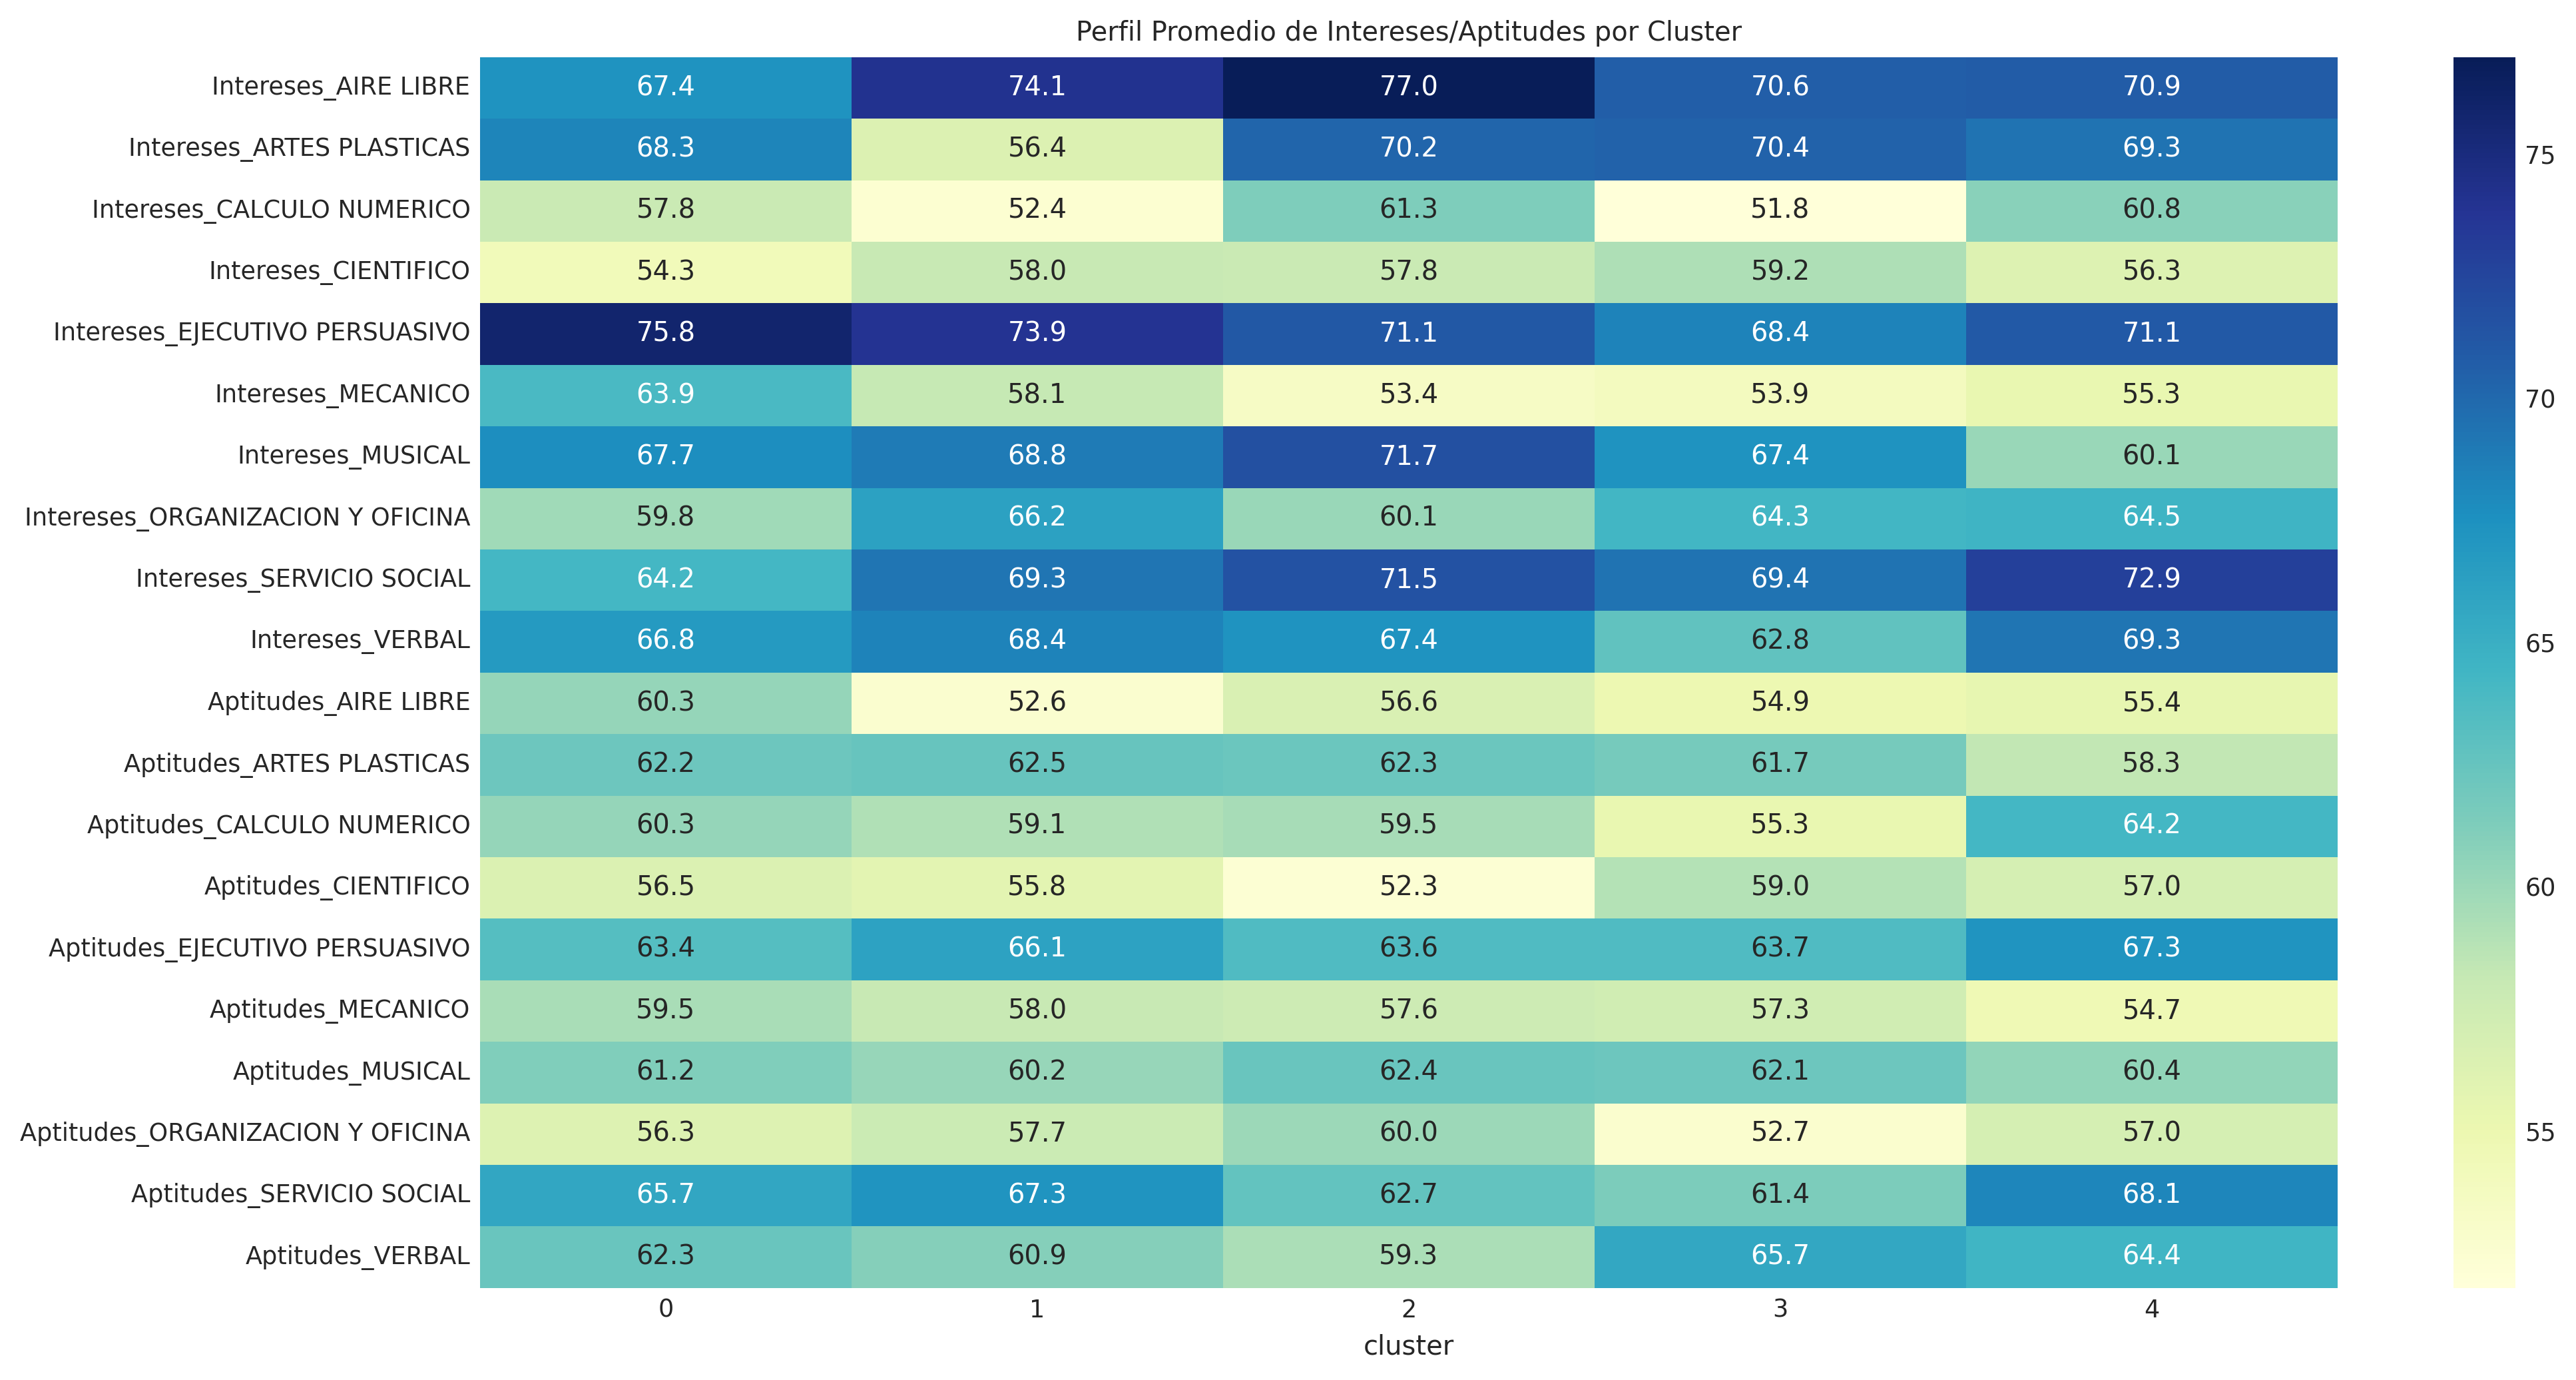 Perfil Promedio de Intereses/Aptitudes por Cluster
Intereses_AIRE LIBRE 67.4 74.1 77.0 70.6 70.9
Intereses_ARTES PLASTICAS 68.3 56.4 70.2 70.4 69.3
Intereses_CALCULO NUMERICO 57.8 52.4 61.3 51.8 60.8
Intereses_CIENTIFICO 54.3 58.0 57.8 59.2 56.3
Intereses_EJECUTIVO PERSUASIVO 75.8 73.9 71.1 68.4 71.1
Intereses_MECANICO 63.9 58.1 53.4 53.9 55.3
Intereses_MUSICAL 67.7 68.8 71.7 67.4 60.1
Intereses_ORGANIZACION Y OFICINA 59.8 66.2 60.1 64.3 64.5
Intereses_SERVICIO SOCIAL 64.2 69.3 71.5 69.4 72.9
Intereses_VERBAL 66.8 68.4 67.4 62.8 69.3
Aptitudes_AIRE LIBRE 60.3 52.6 56.6 54.9 55.4
Aptitudes_ARTES PLASTICAS 62.2 62.5 62.3 61.7 58.3
Aptitudes_CALCULO NUMERICO 60.3 59.1 59.5 55.3 64.2
Aptitudes_CIENTIFICO 56.5 55.8 52.3 59.0 57.0
Aptitudes_EJECUTIVO PERSUASIVO 63.4 66.1 63.6 63.7 67.3
Aptitudes_MECANICO 59.5 58.0 57.6 57.3 54.7
Aptitudes_MUSICAL 61.2 60.2 62.4 62.1 60.4
Aptitudes_ORGANIZACION Y OFICINA 56.3 57.7 60.0 52.7 57.0
Aptitudes_SERVICIO SOCIAL 65.7 67.3 62.7 61.4 68.1
Aptitudes_VERBAL 62.3 60.9 59.3 65.7 64.4
0 1 2 3 4
cluster
75
70
65
60
55